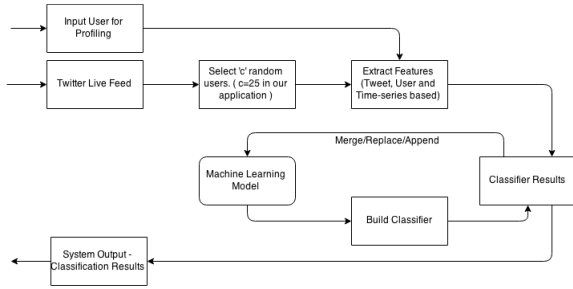 Input User for
Profiling
Twitter Live Feed
Select 'c' random
users. ( c=25 in our
application )
Extract Features
(Tweet, User and
Time-series based)
Merge/Replace/Append
Machine Learning
Model
Classifier Results
Build Classifier
System Output -
Classification Results